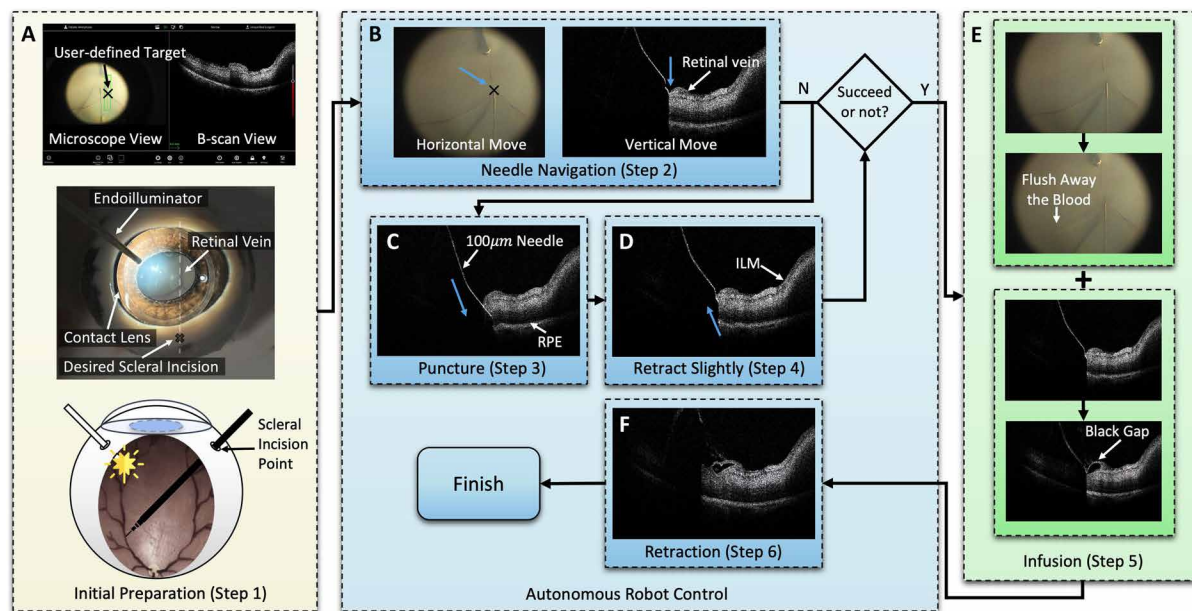 A
User-defined Target
Microscope View
B-scan View
Endoilluminator
Retinal Vein
Contact Lens
Desired Scleral Incision
Scleral
Incision
Point
Initial Preparation (Step 1)
B
Horizontal Move
Retinal vein
Vertical Move
Needle Navigation (Step 2)
N
Succeed
or not?
Y
C
100μm Needle
RPE
Puncture (Step 3)
D
ILM
Retract Slightly (Step 4)
F
Retraction (Step 6)
Finish
Autonomous Robot Control
E
Flush Away
the Blood
+
Black Gap
Infusion (Step 5)